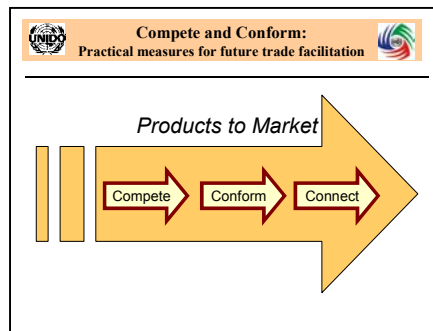 UNIDO
Compete and Conform:
Practical measures for future trade facilitation
Products to Market
Compete
Conform
Connect